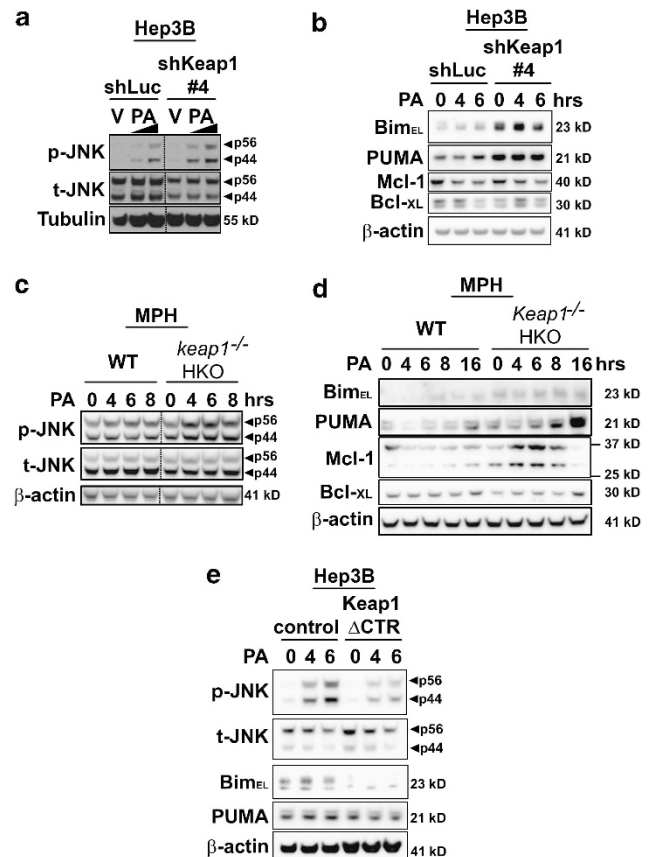 a
Hep3B
shLuc shKeap1 #4
V PA V PA
p-JNK ◄p56
◄p44
t-JNK ◄p56
◄p44
Tubulin 55 kD
b
Hep3B
shLuc shKeap1 #4
PA 0 4 6 0 4 6 hrs
BimEL 23 kD
PUMA 21 kD
Mcl-1 40 kD
Bcl-XL 30 kD
β-actin 41 kD
c
MPH
WT keap1-/- HKO
PA 0 4 6 8 0 4 6 8 hrs
p-JNK ◄p56
◄p44
t-JNK ◄p56
◄p44
β-actin 41 kD
d
MPH
WT Keap1-/- HKO
PA 0 4 6 8 16 0 4 6 8 16 hrs
BimEL 23 kD
PUMA 21 kD
Mcl-1 37 kD
25 kD
Bcl-XL 30 kD
β-actin 41 kD
e
Hep3B
control Keap1 ΔCTR
PA 0 4 6 0 4 6
p-JNK ◄p56
◄p44
t-JNK ◄p56
◄p44
BimEL 23 kD
PUMA 21 kD
β-actin 41 kD